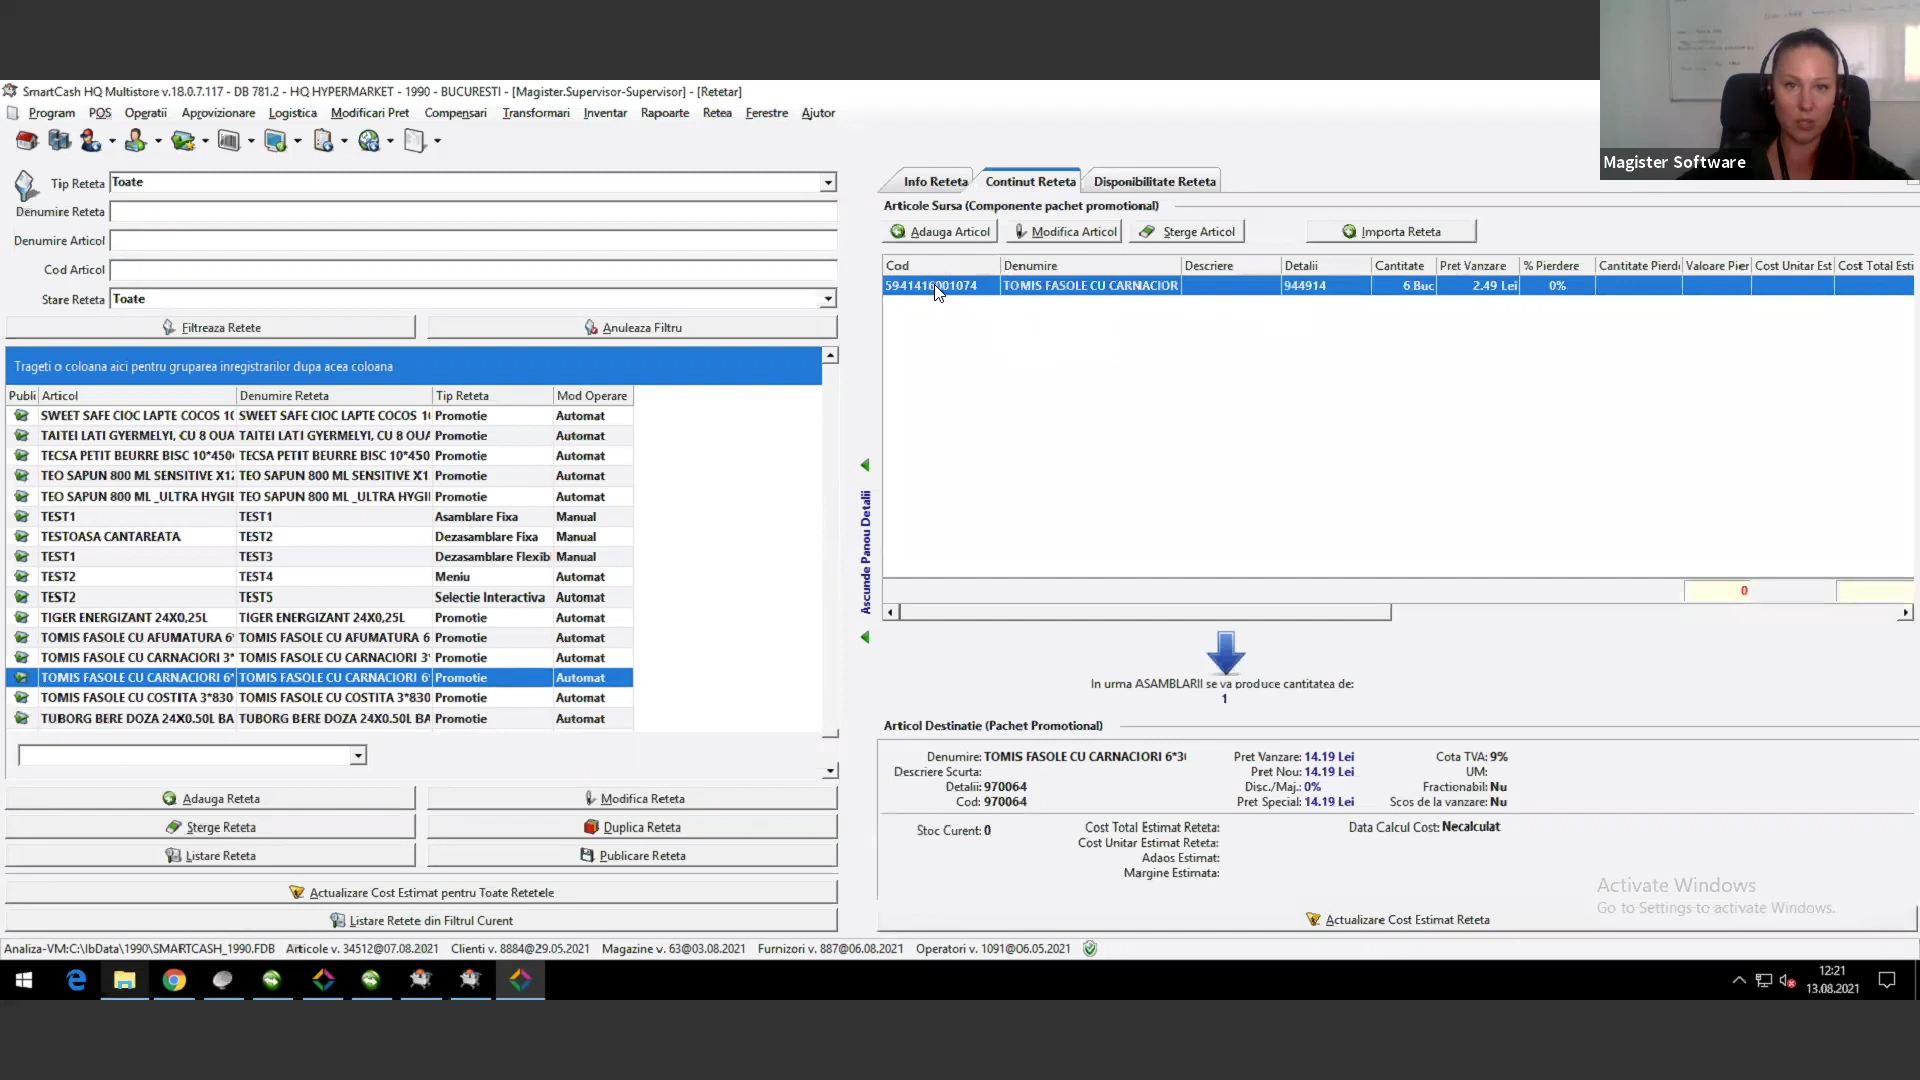 Magister Software
SmartCash HQ Multistore v.18.0.7.117 - DB 781.2 - HQ HYPERMARKET - 1990 - BUCURESTI - [Magister.Supervisor-Supervisor] - [Retetar]
Program POS Operatii Aprovizionare Logistica Modificari Pret Compensari Transformari Inventar Rapoarte Retea Ferestre Ajutor
Tip Reteta Toate
Denumire Reteta
Denumire Articol
Cod Articol
Stare Reteta Toate
Filtreaza Retete Anuleaza Filtru
Trageti o coloana aici pentru gruparea inregistrarilor dupa acea coloana
Publi Articol Denumire Reteta Tip Reteta Mod Operare
SWEET SAFE CIOC LAPTE COCOS 1( SWEET SAFE CIOC LAPTE COCOS 1( Promotie Automat
TAITEI LATI GYERMELYI, CU 8 OUA TAITEI LATI GYERMELYI, CU 8 OUA Promotie Automat
TECSA PETIT BEURRE BISC 10*450 TECSA PETIT BEURRE BISC 10*450 Promotie Automat
TEO SAPUN 800 ML SENSITIVE X1 TEO SAPUN 800 ML SENSITIVE X1 Promotie Automat
TEO SAPUN 800 ML _ULTRA HYGIE TEO SAPUN 800 ML _ULTRA HYGI Promotie Automat
TEST1 TEST1 Asamblare Fixa Manual
TESTOASA CANTAREATA TEST2 Dezasamblare Fixa Manual
TEST1 TEST3 Dezasamblare Flexib Manual
TEST2 TEST4 Meniu Automat
TEST2 TEST5 Selectie Interactiva Automat
TIGER ENERGIZANT 24X0,25L TIGER ENERGIZANT 24X0,25L Promotie Automat
TOMIS FASOLE CU AFUMATURA 6 TOMIS FASOLE CU AFUMATURA 6 Promotie Automat
TOMIS FASOLE CU CARNACIORI 3* TOMIS FASOLE CU CARNACIORI 3 Promotie Automat
TOMIS FASOLE CU CARNACIORI 6* TOMIS FASOLE CU CARNACIORI 6 Promotie Automat
TOMIS FASOLE CU COSTITA 3*830 TOMIS FASOLE CU COSTITA 3*830 Promotie Automat
TUBORG BERE DOZA 24X0.50L BA TUBORG BERE DOZA 24X0.50L BA Promotie Automat
Adauga Reteta Modifica Reteta
Sterge Reteta Duplica Reteta
Listare Reteta Publicare Reteta
Actualizare Cost Estimat pentru Toate Retetele
Listare Retete din Filtrul Curent
Ascunde Panou Detalii
Info Reteta Continut Reteta Disponibilitate Reteta
Articole Sursa (Componente pachet promotional)
Adauga Articol Modifica Articol Sterge Articol Importa Reteta
Cod Denumire Descriere Detalii Cantitate Pret Vanzare % Pierdere Cantitate Pierd Valoare Pier Cost Unitar Est Cost Total Esti
5941416001074 TOMIS FASOLE CU CARNACIOR 944914 6 Buc 2.49 Lei 0%
0
In urma ASAMBLARII se va produce cantitatea de:
1
Articol Destinatie (Pachet Promotional)
Denumire: TOMIS FASOLE CU CARNACIORI 6*3 Pret Vanzare: 14.19 Lei Cota TVA: 9%
Descriere Scurta: Pret Nou: 14.19 Lei UM:
Detalii: 970064 Disc./Maj.: 0% Fractionabil: Nu
Cod: 970064 Pret Special: 14.19 Lei Scos de la vanzare: Nu
Stoc Curent: 0 Cost Total Estimat Reteta: Data Calcul Cost: Necalculat
Cost Unitar Estimat Reteta:
Adaos Estimat:
Margine Estimata:
Activate Windows
Go to Settings to activate Windows.
Actualizare Cost Estimat Reteta
Analiza-VM:C:\IbData\1990\SMARTCASH_1990.FDB Articole v. 34512@07.08.2021 Clienti v. 8884@29.05.2021 Magazine v. 63@03.08.2021 Furnizori v. 887@06.08.2021 Operatori v. 1091@06.05.2021
12:21
13.08.2021